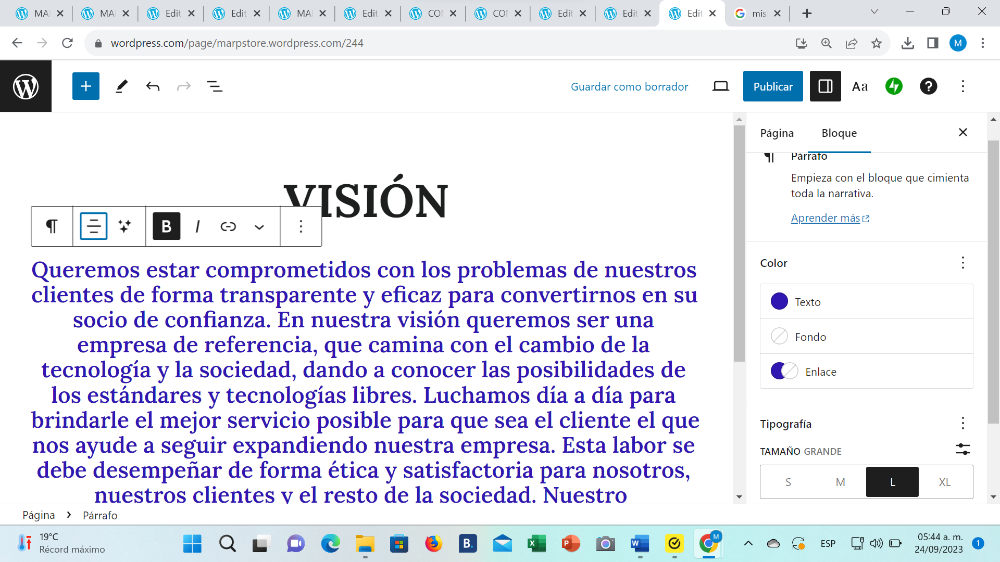 MA
MA
Edit
Edit
MA
Edit
CO
CO
Edit
Edit
Edit
mis
wordpress.com/page/marpstore.wordpress.com/244
M
Guardar como borrador
Publicar
Aa
Página
Bloque
Párrafo
Empieza con el bloque que cimienta
toda la narrativa.
Aprender más
VISIÓN
B I
Queremos estar comprometidos con los problemas de nuestros
clientes de forma transparente y eficaz para convertirnos en su
socio de confianza. En nuestra visión queremos ser una
empresa de referencia, que camina con el cambio de la
tecnología y la sociedad, dando a conocer las posibilidades de
los estándares y tecnologías libres. Luchamos día a día para
brindarle el mejor servicio posible para que sea el cliente el que
nos ayude a seguir expandiendo nuestra empresa. Esta labor se
debe desempeñar de forma ética y satisfactoria para nosotros,
nuestros clientes y el resto de la sociedad. Nuestro
Color
Texto
Fondo
Enlace
Tipografía
TAMAÑO GRANDE
S M L XL
Página > Párrafo
19°C
Récord máximo
B.
M
ESP
05:44 a. m.
24/09/2023
1